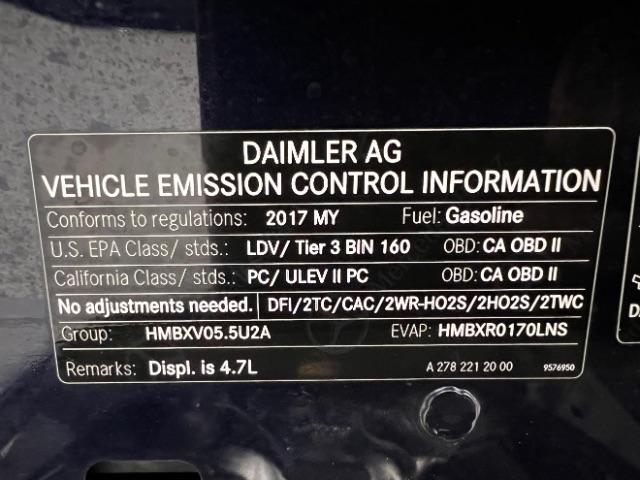 DAIMLER AG
VEHICLE EMISSION CONTROL INFORMATION
Conforms to regulations: 2017 MY Fuel: Gasoline
U.S. EPA Class/ stds.: LDV/ Tier 3 BIN 160 OBD: CA OBD II
California Class/ stds.: PC/ ULEV II PC OBD: CA OBD II
No adjustments needed. DFI/2TC/CAC/2WR-HO2S/2HO2S/2TWC
Group: HMBXV05.5U2A EVAP: HMBXR0170LNS
Remarks: Displ. is 4.7L A 278 221 20 00 9576950